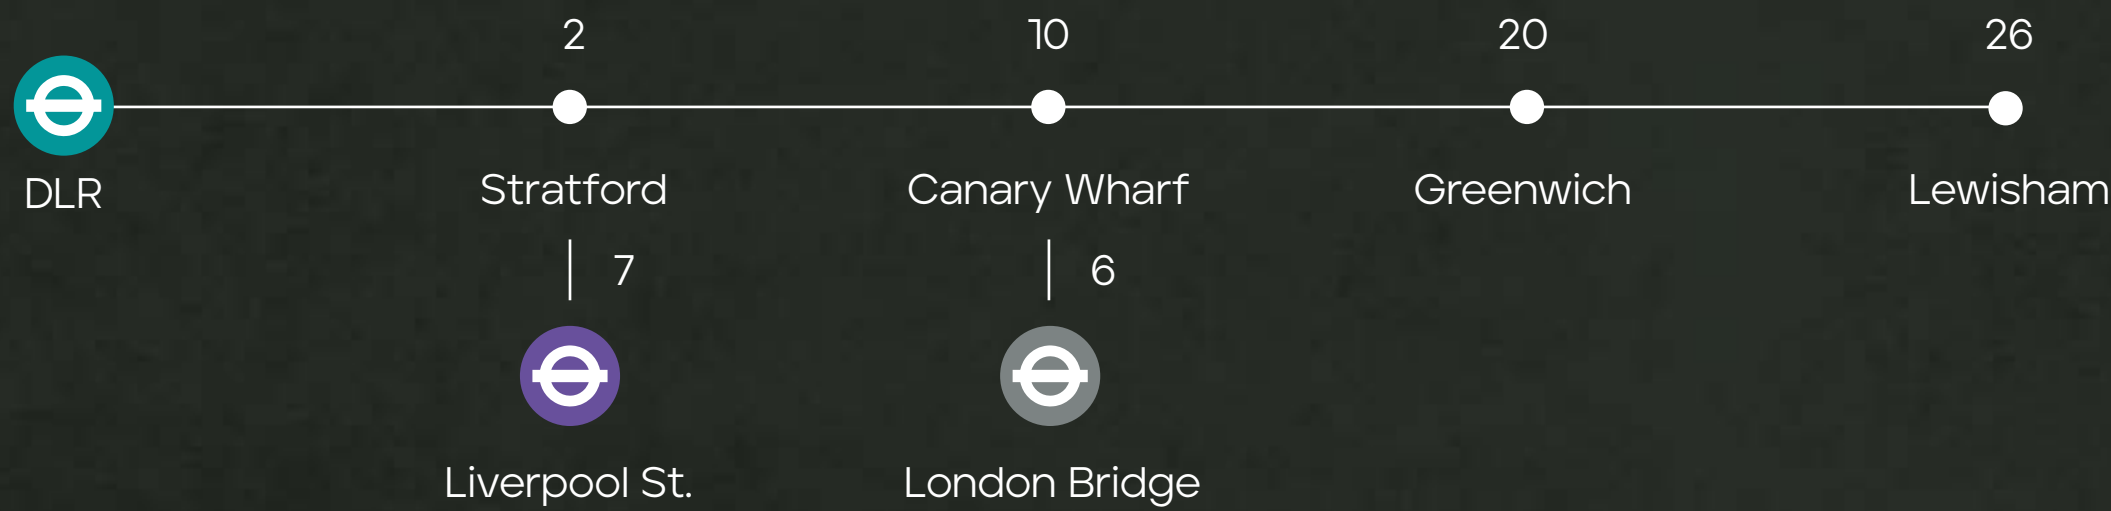 2 10 20 26
DLR Stratford Canary Wharf Greenwich Lewisham
7 6
Liverpool St. London Bridge